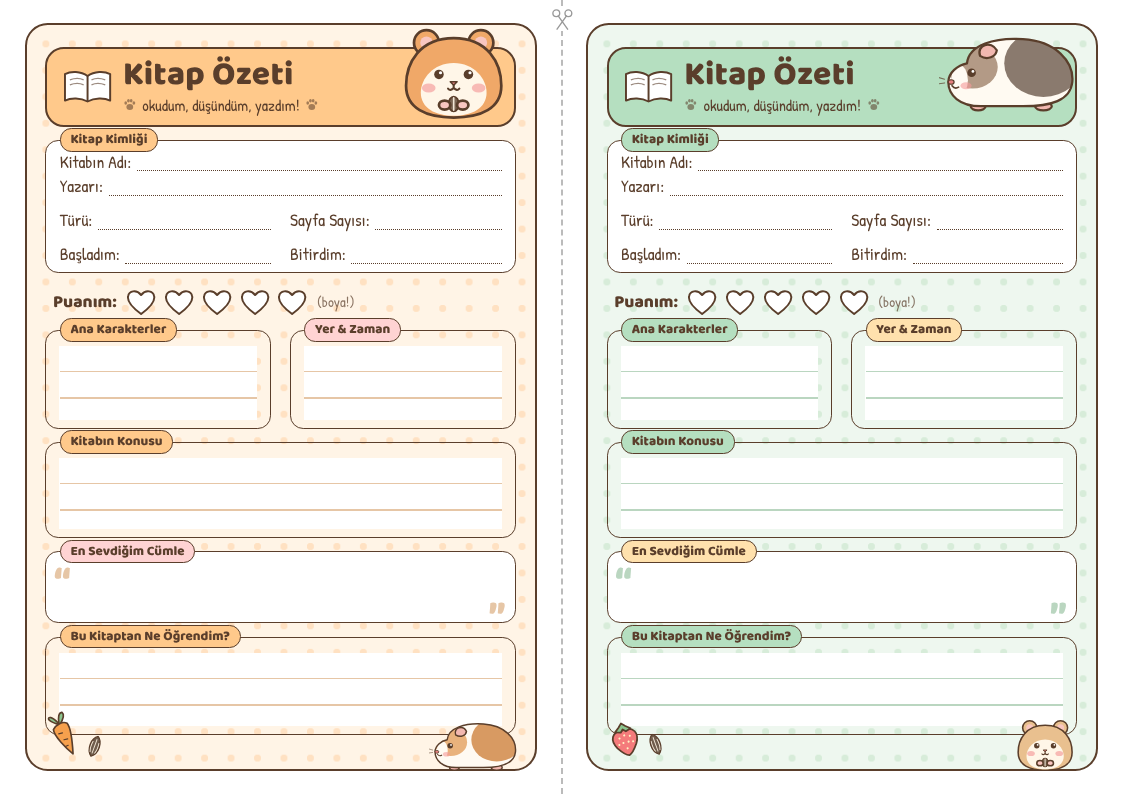 Kitap Özeti
okudum, düşündüm, yazdım!
Kitap Kimliği
Kitabın Adı:
Yazarı:
Türü: Sayfa Sayısı:
Başladım: Bitirdim:
Puanım: (boya!)
Ana Karakterler Yer & Zaman
Kitabın Konusu
En Sevdiğim Cümle
“
”
Bu Kitaptan Ne Öğrendim?
Kitap Özeti
okudum, düşündüm, yazdım!
Kitap Kimliği
Kitabın Adı:
Yazarı:
Türü: Sayfa Sayısı:
Başladım: Bitirdim:
Puanım: (boya!)
Ana Karakterler Yer & Zaman
Kitabın Konusu
En Sevdiğim Cümle
“
”
Bu Kitaptan Ne Öğrendim?